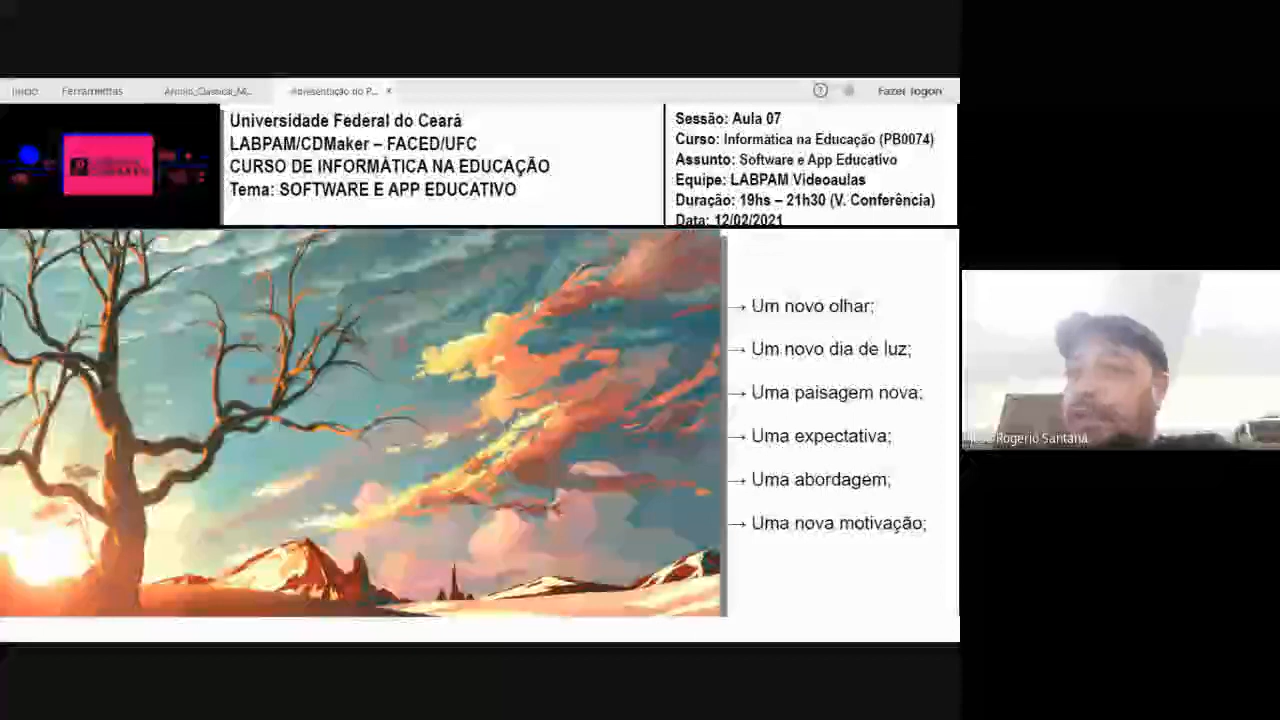 Início Ferramentas Apresentação do P... × ? Fazer logon
Universidade Federal do Ceará
LABPAM/CDMaker – FACED/UFC
CURSO DE INFORMÁTICA NA EDUCAÇÃO
Tema: SOFTWARE E APP EDUCATIVO
Sessão: Aula 07
Curso: Informática na Educação (PB0074)
Assunto: Software e App Educativo
Equipe: LABPAM Videoaulas
Duração: 19hs – 21h30 (V. Conferência)
Data: 12/02/2021
→ Um novo olhar;
→ Um novo dia de luz;
→ Uma paisagem nova;
→ Uma expectativa;
→ Uma abordagem;
→ Uma nova motivação;
Rogerio Santana